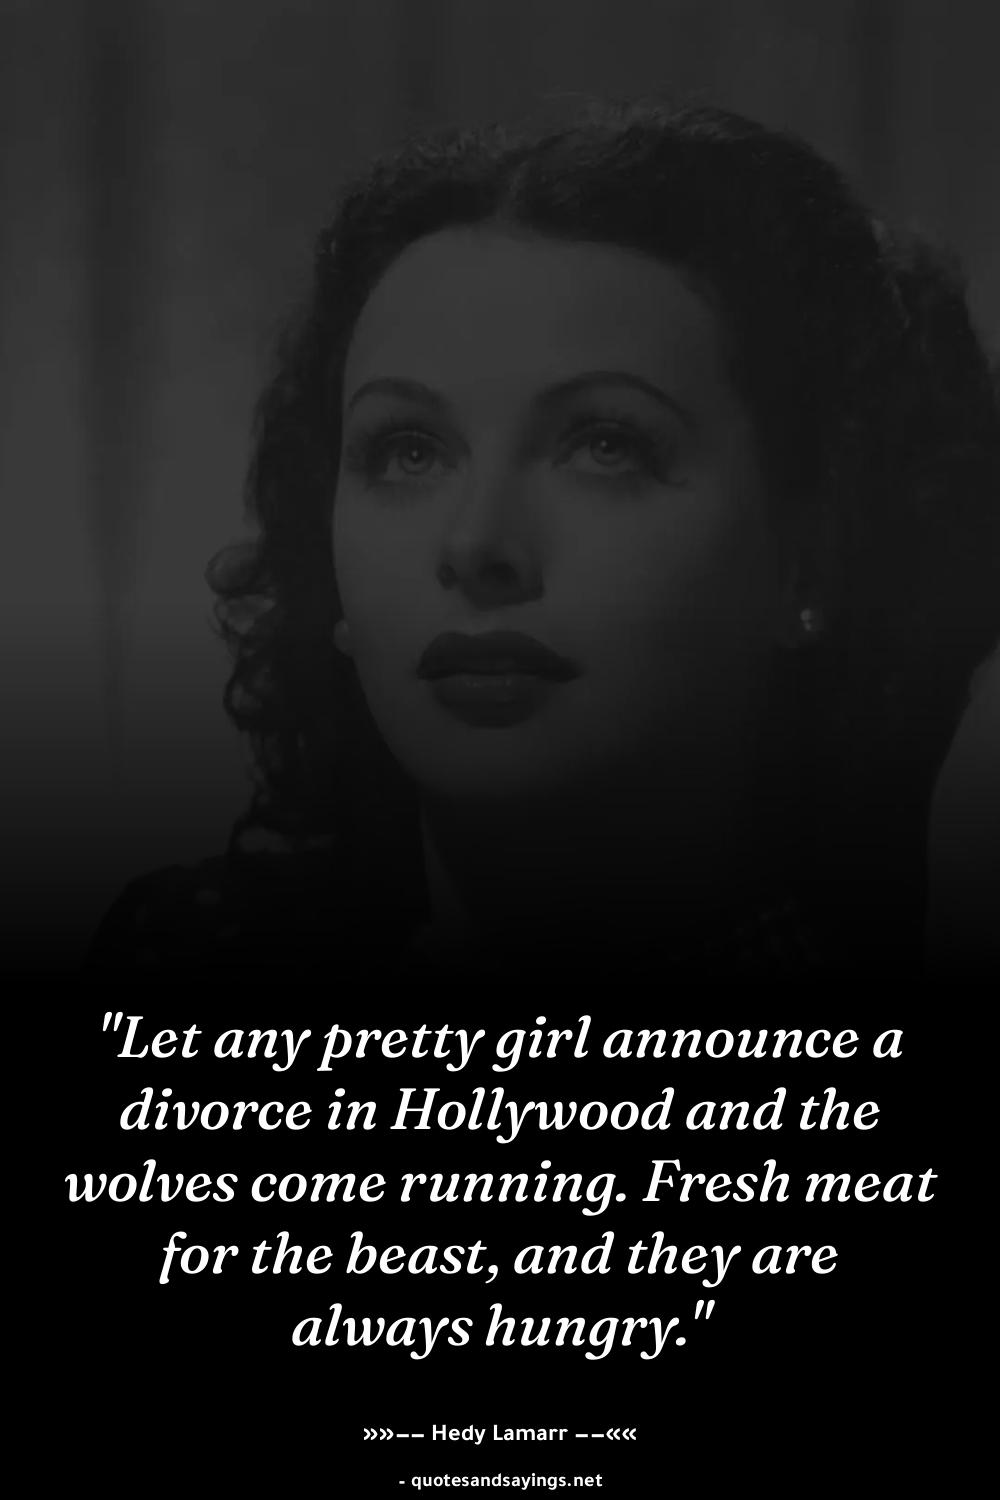 "Let any pretty girl announce a
divorce in Hollywood and the
wolves come running. Fresh meat
for the beast, and they are
always hungry."
»»–– Hedy Lamarr ––««
- quotesandsayings.net